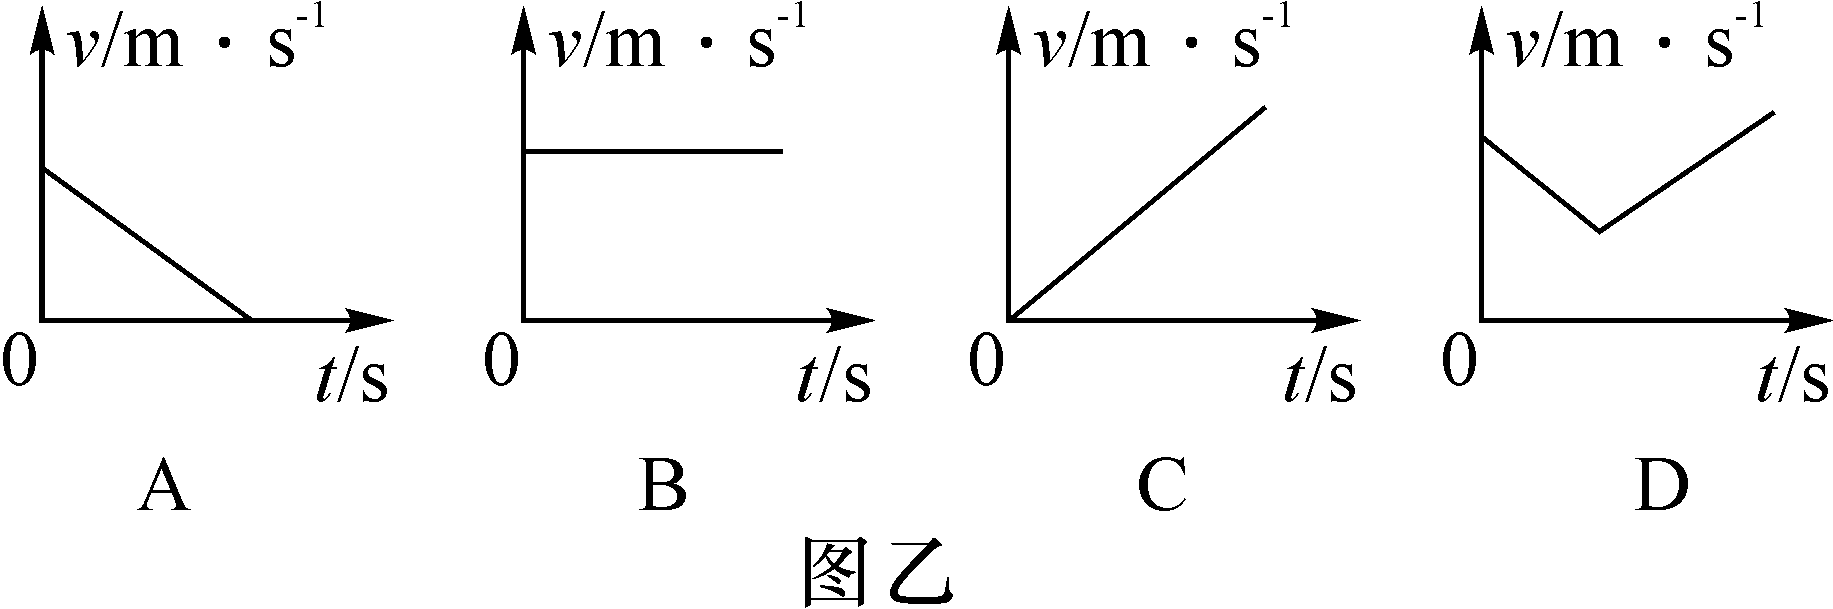 v/m · s-1 v/m · s-1 v/m · s-1 v/m · s-1
0 t/s 0 t/s 0 t/s 0 t/s
A B C D
图乙